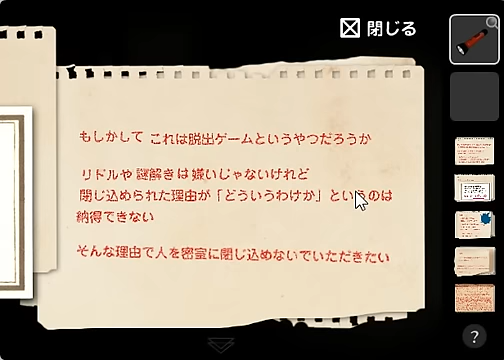 閉じる
もしかして これは脱出ゲームというやつだろうか
リドルや謎解きは嫌いじゃないけれど
閉じ込められた理由が「どういうわけか」というのは
納得できない
そんな理由で人を密室に閉じ込めないでいただきたい
?